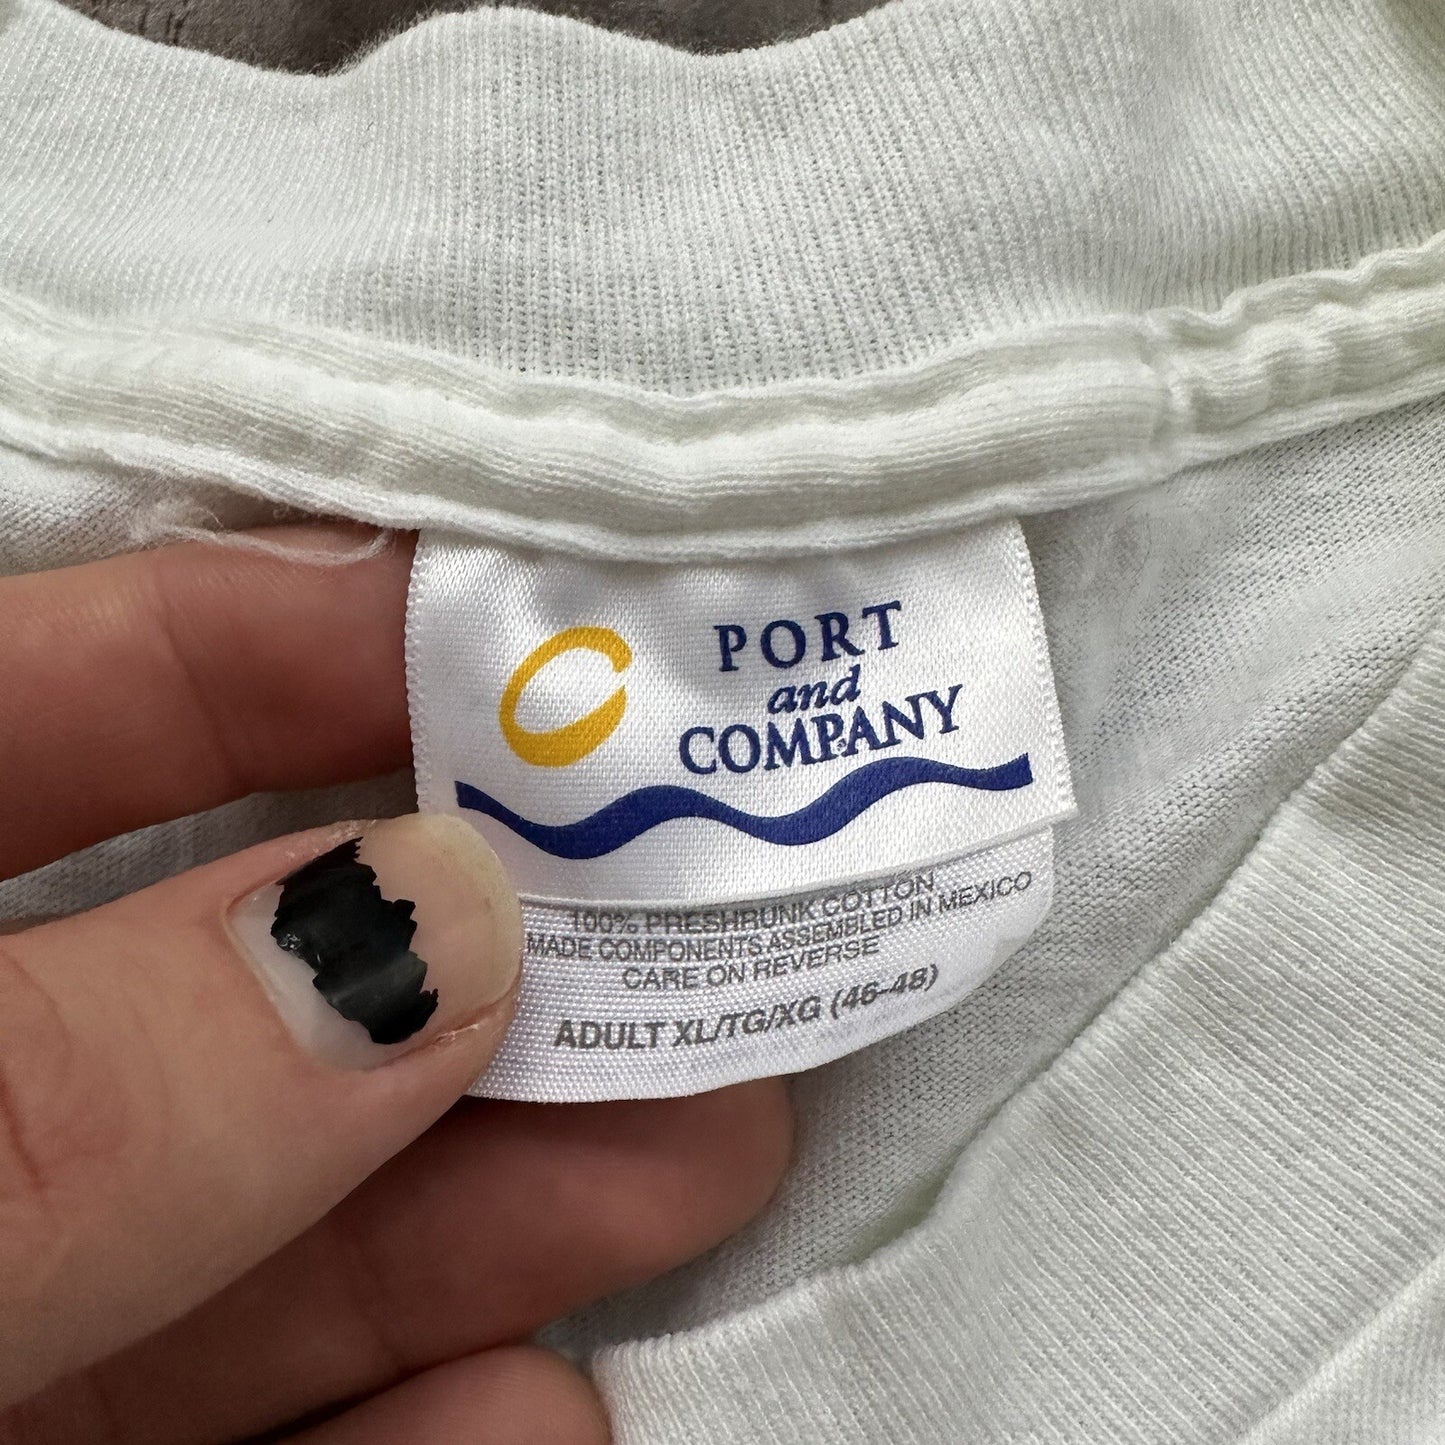 PORT
and
COMPANY
100% PRESHRUNK COTTON
MADE COMPONENTS ASSEMBLED IN MEXICO
CARE ON REVERSE
ADULT XL/TG/XG (46-48)